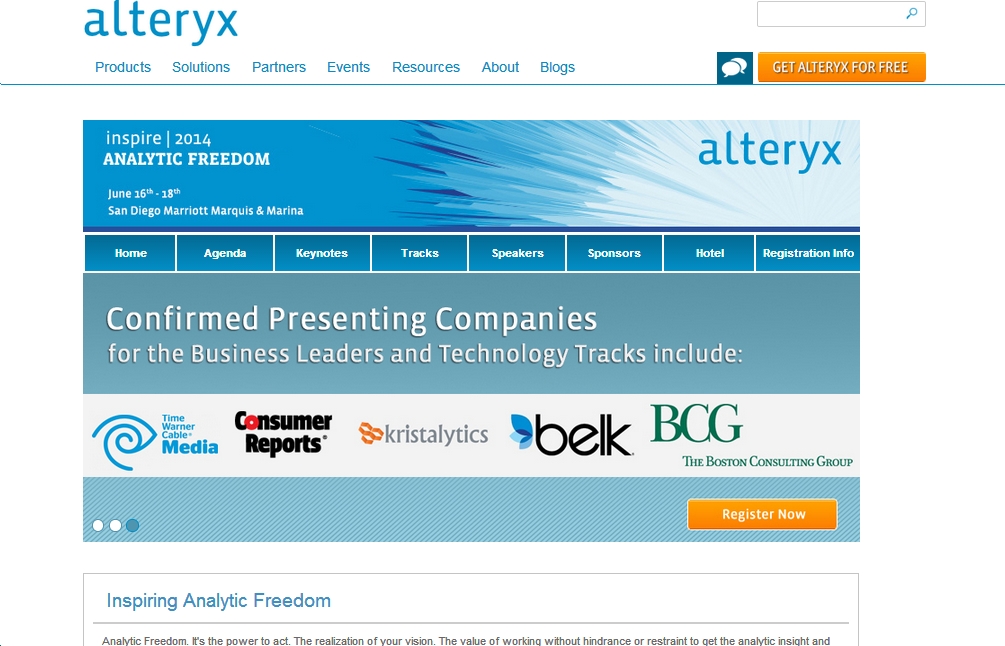 alteryx
Products Solutions Partners Events Resources About Blogs
GET ALTERYX FOR FREE
inspire | 2014
ANALYTIC FREEDOM
June 16th - 18th
San Diego Marriott Marquis & Marina
alteryx
Home Agenda Keynotes Tracks Speakers Sponsors Hotel Registration Info
Confirmed Presenting Companies
for the Business Leaders and Technology Tracks include:
Time
Warner
Cable®
Media
Consumer
Reports®
kristalytics
belk
BCG
THE BOSTON CONSULTING GROUP
Register Now
Inspiring Analytic Freedom
Analytic Freedom. It's the power to act. The realization of your vision. The value of working without hindrance or restraint to get the analytic insight and